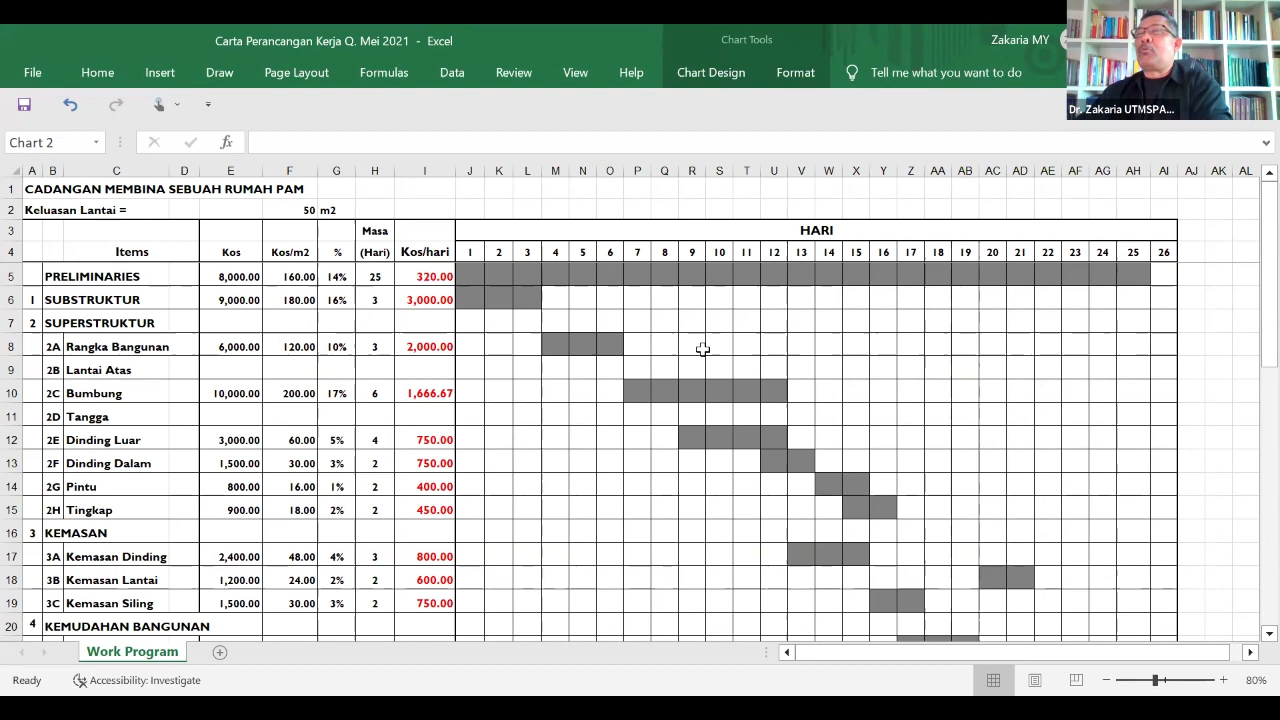 Carta Perancangan Kerja Q. Mei 2021 - Excel
Chart Tools
Zakaria MY
File Home Insert Draw Page Layout Formulas Data Review View Help Chart Design Format Tell me what you want to do
Dr. Zakaria UTMSPA...
Chart 2
fx
A B C D E F G H I J K L M N O P Q R S T U V W X Y Z AA AB AC AD AE AF AG AH AI AJ AK AL
1 CADANGAN MEMBINA SEBUAH RUMAH PAM
2 Keluasan Lantai = 50 m2
3 Masa HARI
4 Items Kos Kos/m2 % (Hari) Kos/hari 1 2 3 4 5 6 7 8 9 10 11 12 13 14 15 16 17 18 19 20 21 22 23 24 25 26
5 PRELIMINARIES 8,000.00 160.00 14% 25 320.00
6 1 SUBSTRUKTUR 9,000.00 180.00 16% 3 3,000.00
7 2 SUPERSTRUKTUR
8 2A Rangka Bangunan 6,000.00 120.00 10% 3 2,000.00
9 2B Lantai Atas
10 2C Bumbung 10,000.00 200.00 17% 6 1,666.67
11 2D Tangga
12 2E Dinding Luar 3,000.00 60.00 5% 4 750.00
13 2F Dinding Dalam 1,500.00 30.00 3% 2 750.00
14 2G Pintu 800.00 16.00 1% 2 400.00
15 2H Tingkap 900.00 18.00 2% 2 450.00
16 3 KEMASAN
17 3A Kemasan Dinding 2,400.00 48.00 4% 3 800.00
18 3B Kemasan Lantai 1,200.00 24.00 2% 2 600.00
19 3C Kemasan Siling 1,500.00 30.00 3% 2 750.00
20 4 KEMUDAHAN BANGUNAN
Work Program
Ready Accessibility: Investigate 80%